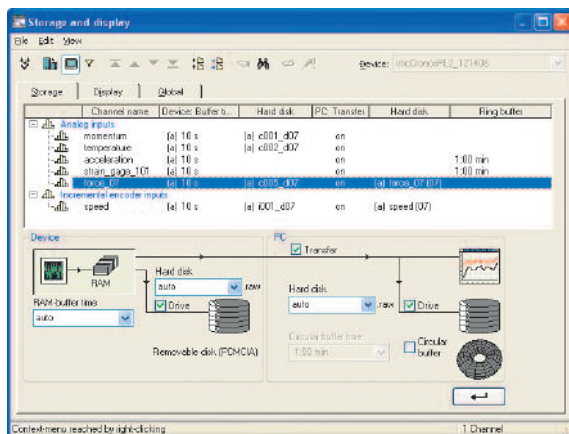 Storage and display
File Edit View
Device: imcCronosPL2_121408
Storage Display Global
Channel name Device: Buffer ti... Hard disk PC: Transfer Hard disk Ring buffer
Analog inputs
momentum (a) 10 s (a) c001_d07 on
temperature (a) 10 s (a) c002_d07 on
acceleration (a) 10 s on 1:00 min
strain_gage_101 (a) 10 s on 1:00 min
force_07 (a) 10 s (a) c005_d07 on (a) force_07 (07)
Incremental encoder inputs
speed (a) 10 s (a) i001_d07 on (a) speed (07)
Device PC
Transfer
RAM
Hard disk
auto .raw
Drive
RAM-buffer time
auto
Removable disk (PCMCIA)
Hard disk
auto .raw
Drive
Circular buffer time
1:00 min
Circular
buffer
Context-menu reached by right-clicking 1 Channel